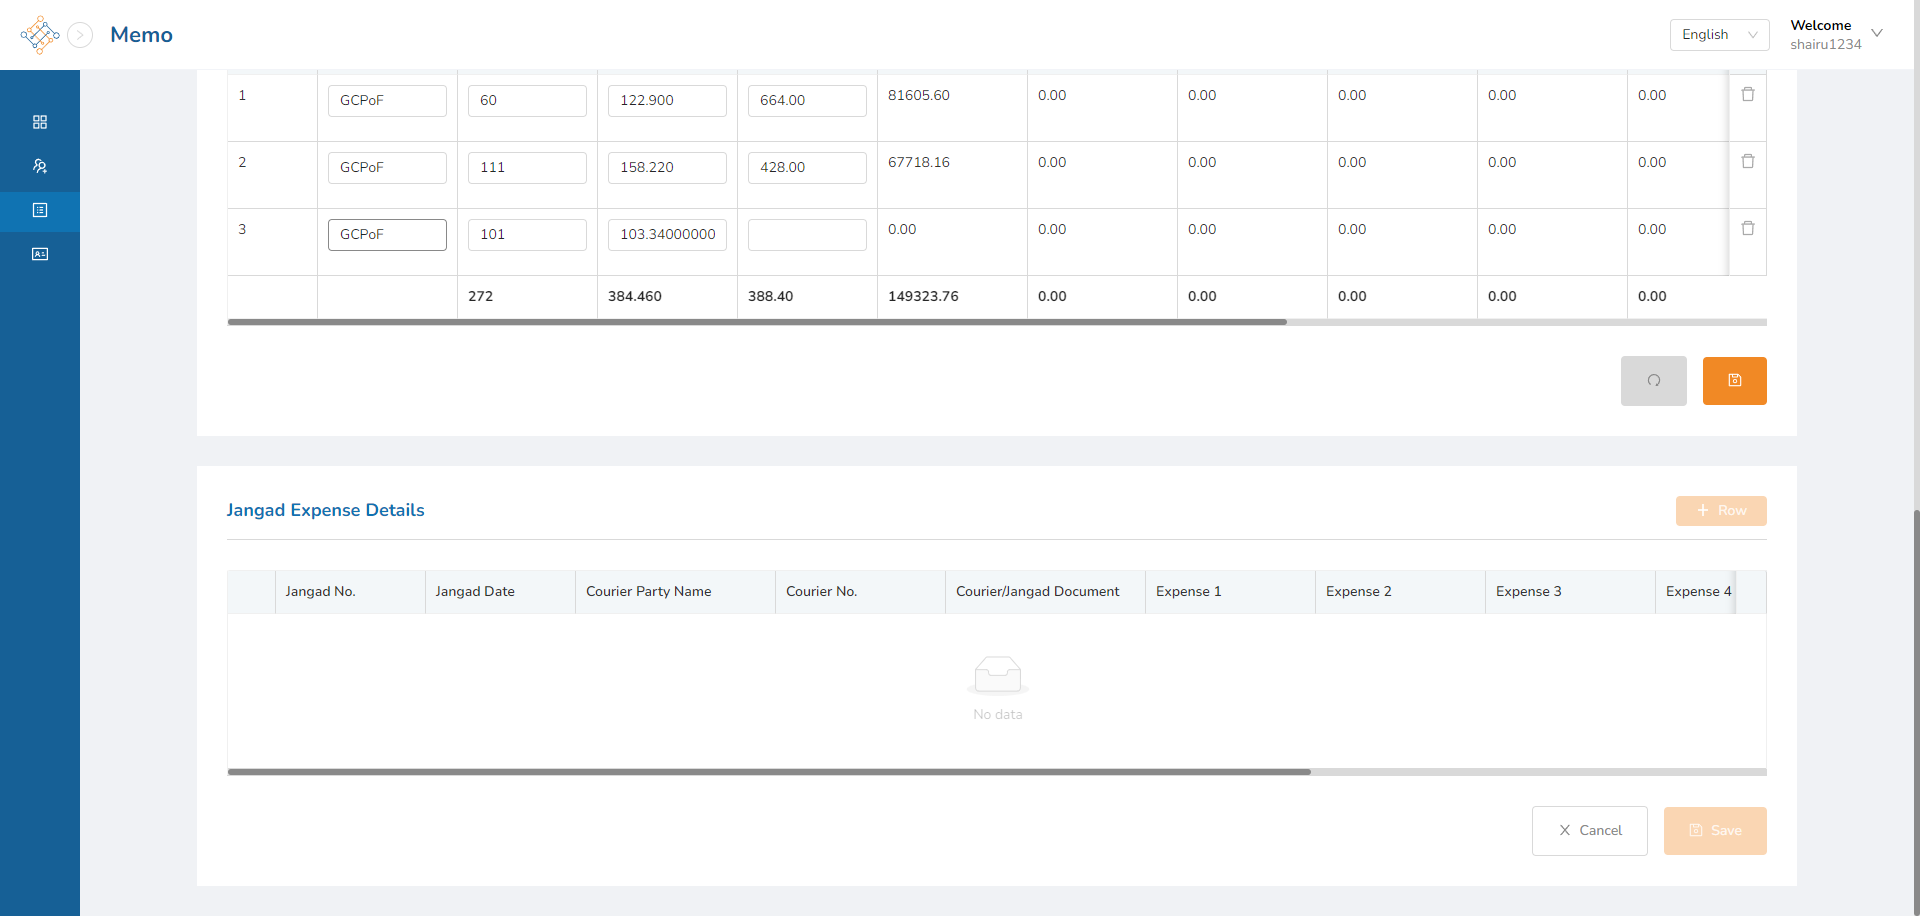 Memo
English
Welcome
shairu1234
1 GCPoF 60 122.900 664.00 81605.60 0.00 0.00 0.00 0.00 0.00
2 GCPoF 111 158.220 428.00 67718.16 0.00 0.00 0.00 0.00 0.00
3 GCPoF 101 103.34000000 0.00 0.00 0.00 0.00 0.00 0.00
272 384.460 388.40 149323.76 0.00 0.00 0.00 0.00 0.00
Jangad Expense Details
Row
Jangad No. Jangad Date Courier Party Name Courier No. Courier/Jangad Document Expense 1 Expense 2 Expense 3 Expense 4
No data
Cancel Save